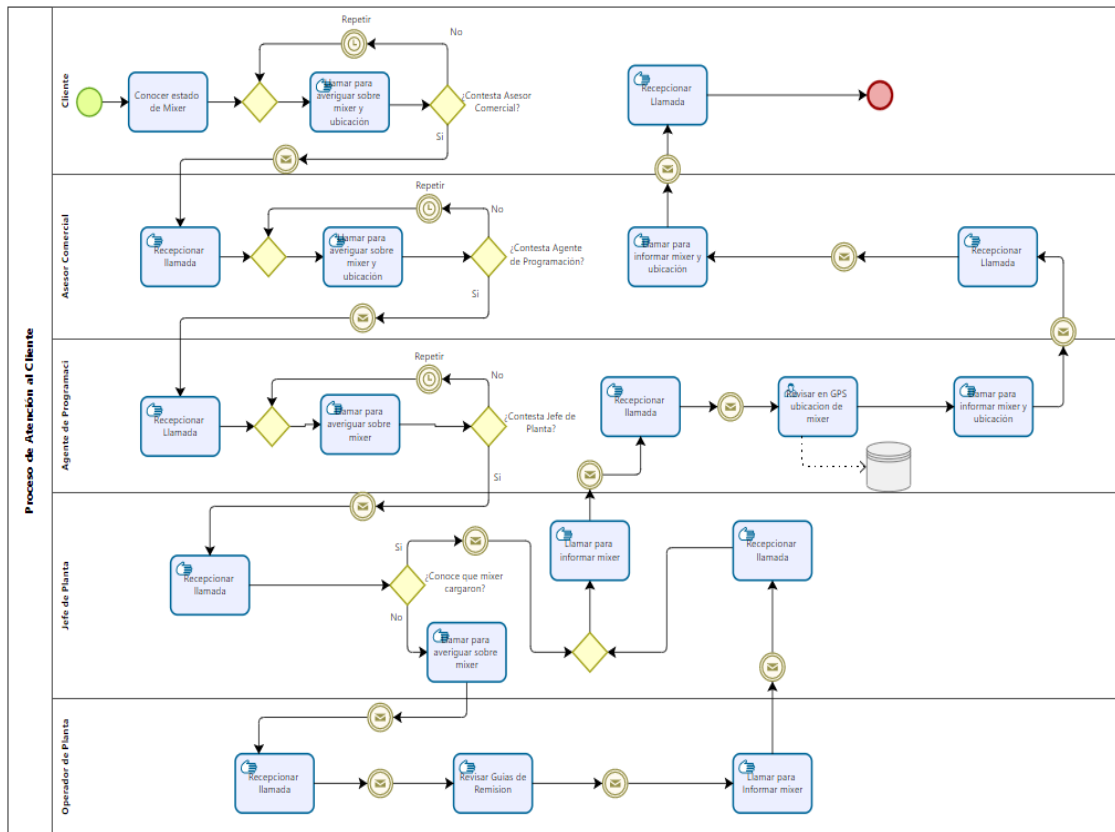 Proceso de Atención al Cliente
Cliente
Repetir
No
Conocer estado
de Mixer
Llamar para
averiguar sobre
mixer y
ubicación
¿Contesta Asesor
Comercial?
Si
Recepcionar
Llamada
Asesor Comercial
Repetir
No
Recepcionar
llamada
Llamar para
averiguar sobre
mixer y
ubicación
¿Contesta Agente
de Programación?
Si
Llamar para
informar mixer y
ubicación
Recepcionar
Llamada
Agente de Programaci
Repetir
No
Recepcionar
Llamada
Llamar para
averiguar sobre
mixer
¿Contesta Jefe de
Planta?
Si
Recepcionar
llamada
Revisar en GPS
ubicacion de
mixer
Llamar para
informar mixer y
ubicación
Jefe de Planta
Recepcionar
llamada
Si
¿Conoce que mixer
cargaron?
No
Llamar para
averiguar sobre
mixer
Llamar para
informar mixer
Recepcionar
llamada
Operador de Planta
Recepcionar
llamada
Revisar Guias de
Remision
Llamar para
Informar mixer